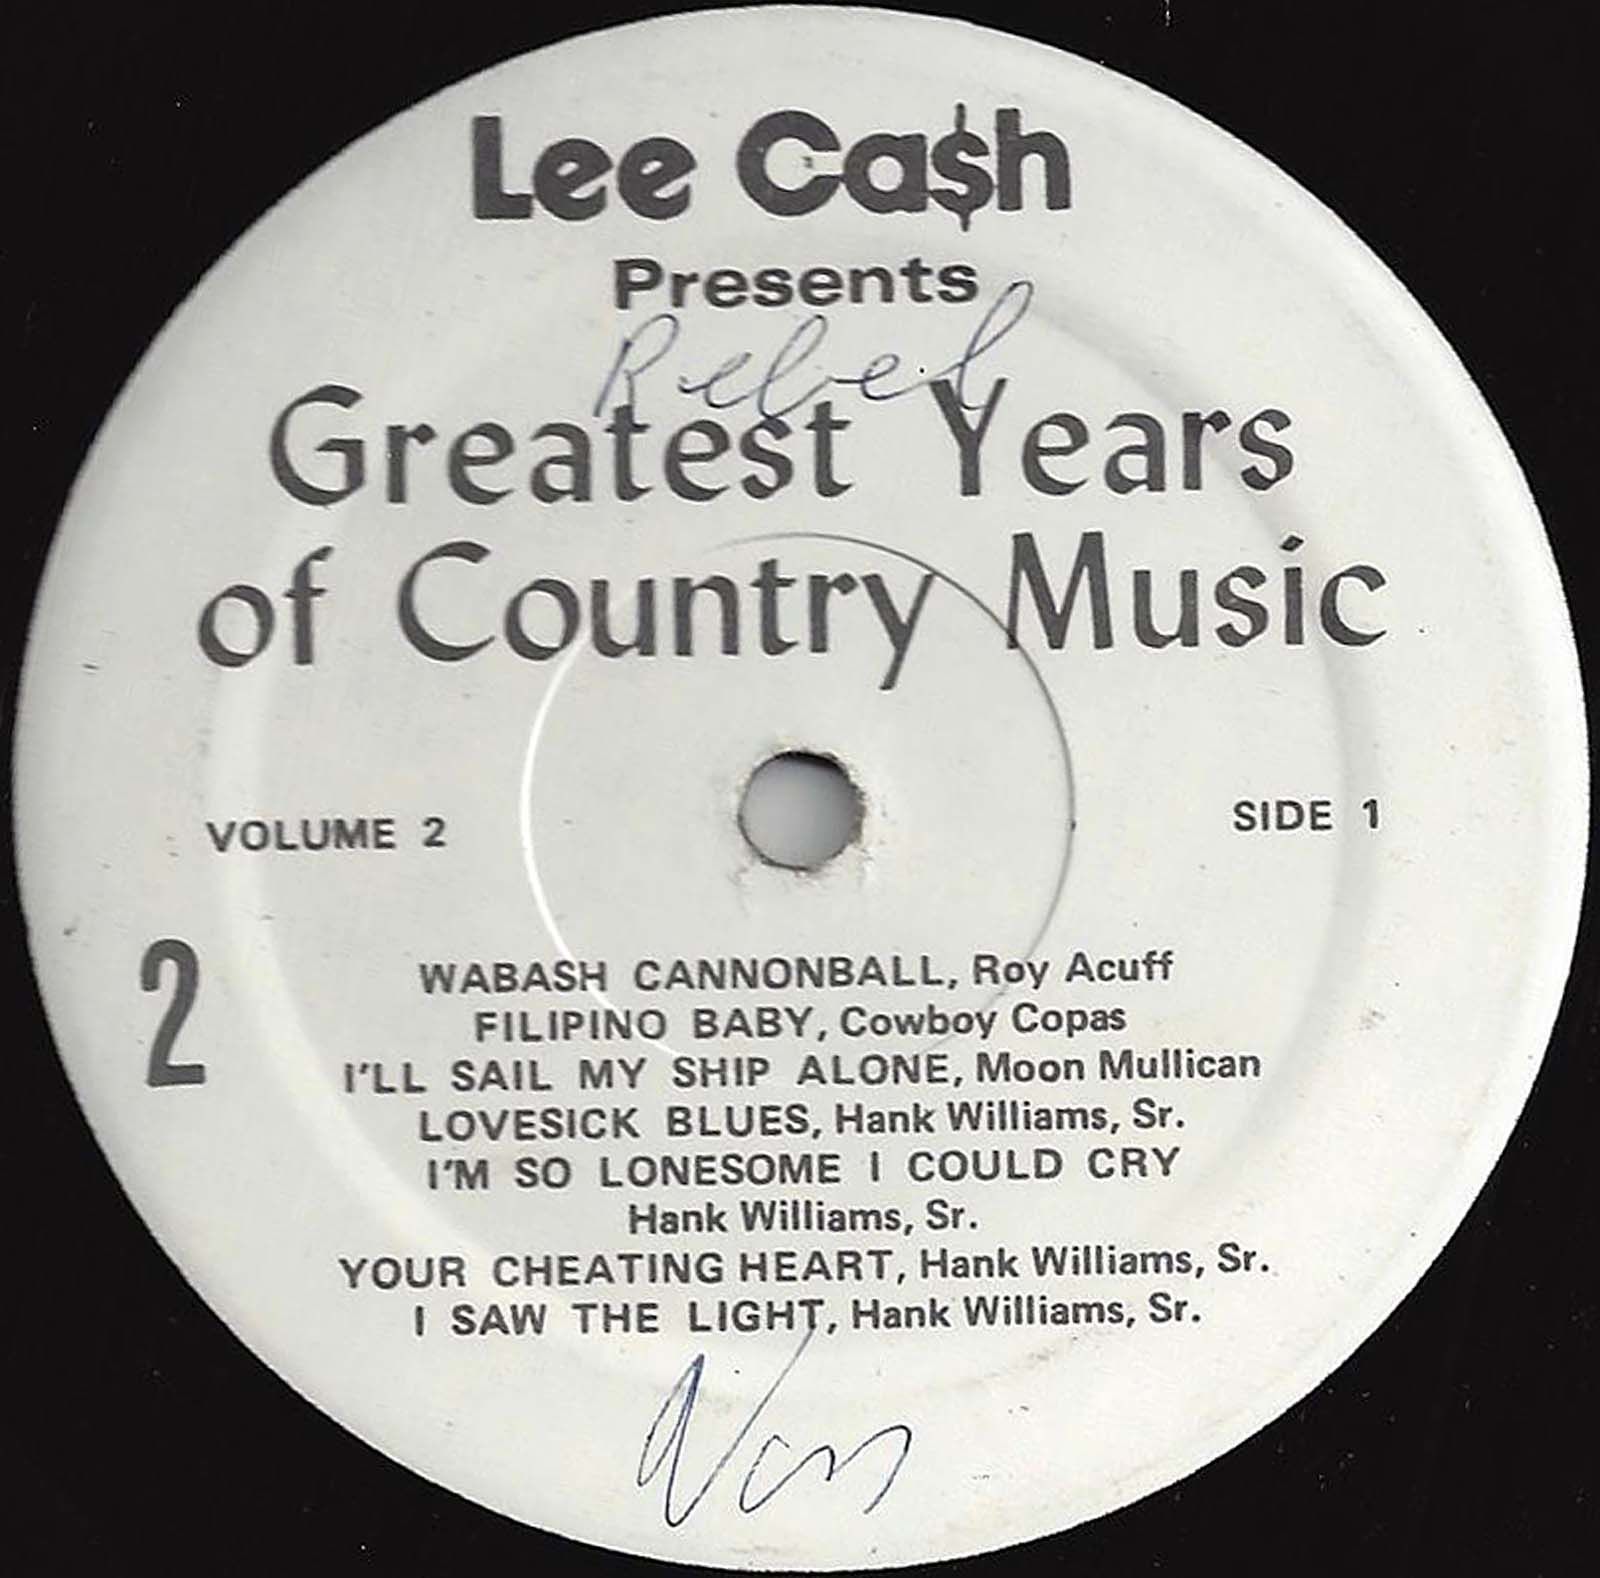 Lee Ca$h
Presents
Rebel
Greatest Years
of Country Music
VOLUME 2
SIDE 1
2
WABASH CANNONBALL, Roy Acuff
FILIPINO BABY, Cowboy Copas
I'LL SAIL MY SHIP ALONE, Moon Mullican
LOVESICK BLUES, Hank Williams, Sr.
I'M SO LONESOME I COULD CRY
Hank Williams, Sr.
YOUR CHEATING HEART, Hank Williams, Sr.
I SAW THE LIGHT, Hank Williams, Sr.